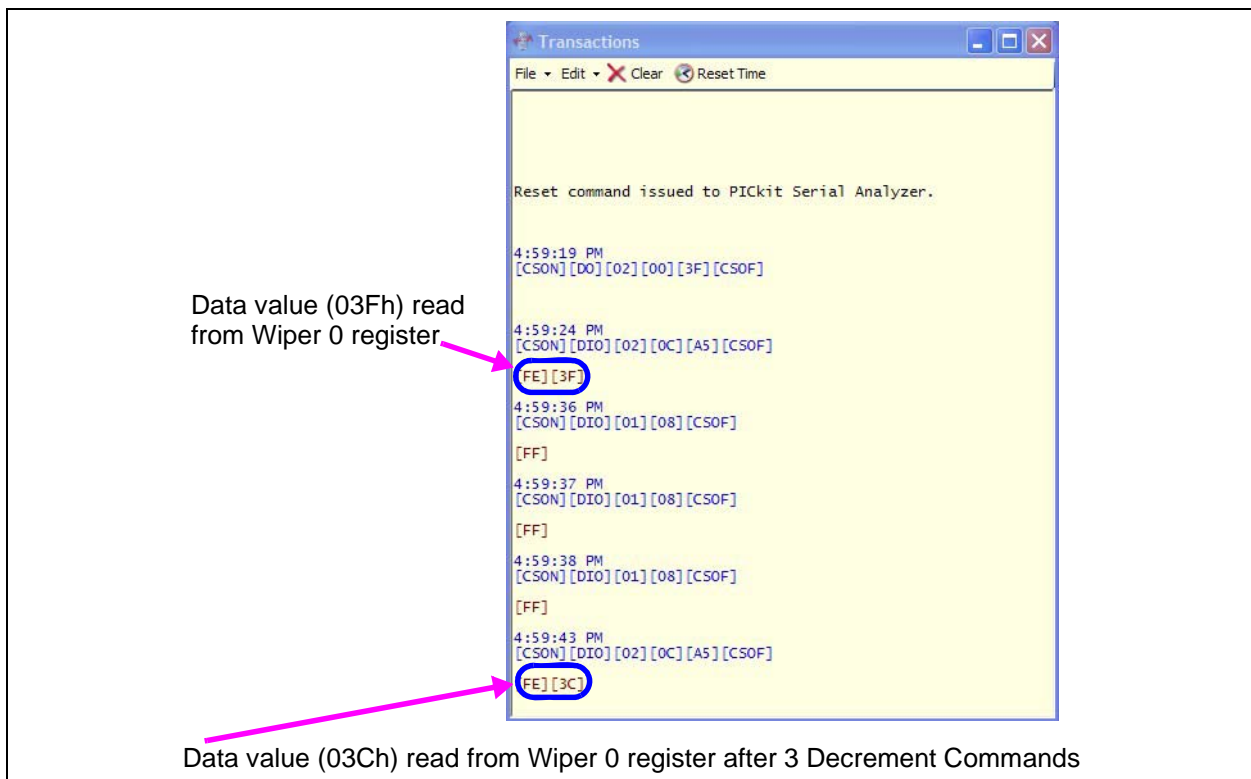 Transactions
File Edit Clear Reset Time
Reset command issued to PICkit Serial Analyzer.
4:59:19 PM
[CSON][DO][02][00][3F][CSOF]
Data value (03Fh) read
from Wiper 0 register
4:59:24 PM
[CSON][DIO][02][0C][A5][CSOF]
[FE][3F]
4:59:36 PM
[CSON][DIO][01][08][CSOF]
[FF]
4:59:37 PM
[CSON][DIO][01][08][CSOF]
[FF]
4:59:38 PM
[CSON][DIO][01][08][CSOF]
[FF]
4:59:43 PM
[CSON][DIO][02][0C][A5][CSOF]
[FE][3C]
Data value (03Ch) read from Wiper 0 register after 3 Decrement Commands